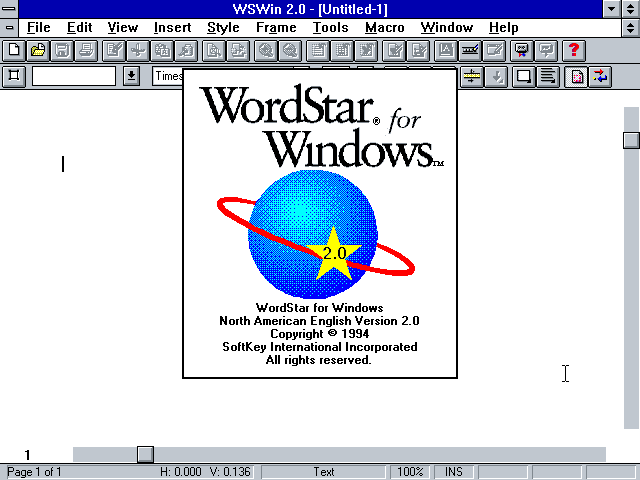 WSWin 2.0 - [Untitled-1]
File Edit View Insert Style Frame Tools Macro Window Help
Times
WordStar® for
Windows™
2.0
WordStar for Windows
North American English Version 2.0
Copyright © 1994
SoftKey International Incorporated
All rights reserved.
1
Page 1 of 1 H: 0.000 V: 0.136 Text 100% INS